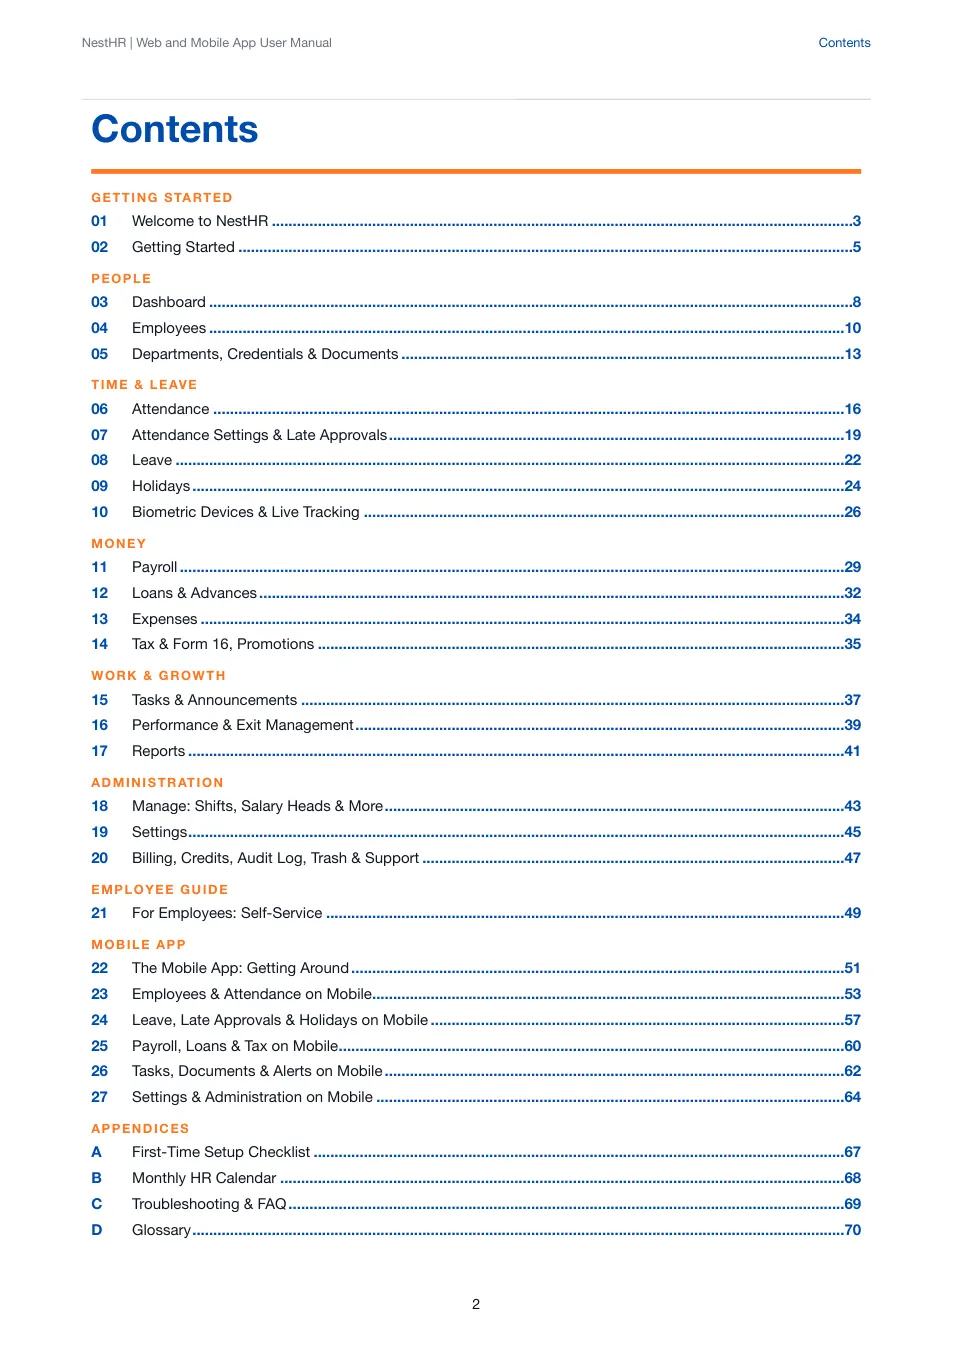 NestHR | Web and Mobile App User Manual
Contents
Contents
GETTING STARTED
01 Welcome to NestHR 3
02 Getting Started 5
PEOPLE
03 Dashboard 8
04 Employees 10
05 Departments, Credentials & Documents 13
TIME & LEAVE
06 Attendance 16
07 Attendance Settings & Late Approvals 19
08 Leave 22
09 Holidays 24
10 Biometric Devices & Live Tracking 26
MONEY
11 Payroll 29
12 Loans & Advances 32
13 Expenses 34
14 Tax & Form 16, Promotions 35
WORK & GROWTH
15 Tasks & Announcements 37
16 Performance & Exit Management 39
17 Reports 41
ADMINISTRATION
18 Manage: Shifts, Salary Heads & More 43
19 Settings 45
20 Billing, Credits, Audit Log, Trash & Support 47
EMPLOYEE GUIDE
21 For Employees: Self-Service 49
MOBILE APP
22 The Mobile App: Getting Around 51
23 Employees & Attendance on Mobile 53
24 Leave, Late Approvals & Holidays on Mobile 57
25 Payroll, Loans & Tax on Mobile 60
26 Tasks, Documents & Alerts on Mobile 62
27 Settings & Administration on Mobile 64
APPENDICES
A First-Time Setup Checklist 67
B Monthly HR Calendar 68
C Troubleshooting & FAQ 69
D Glossary 70
2